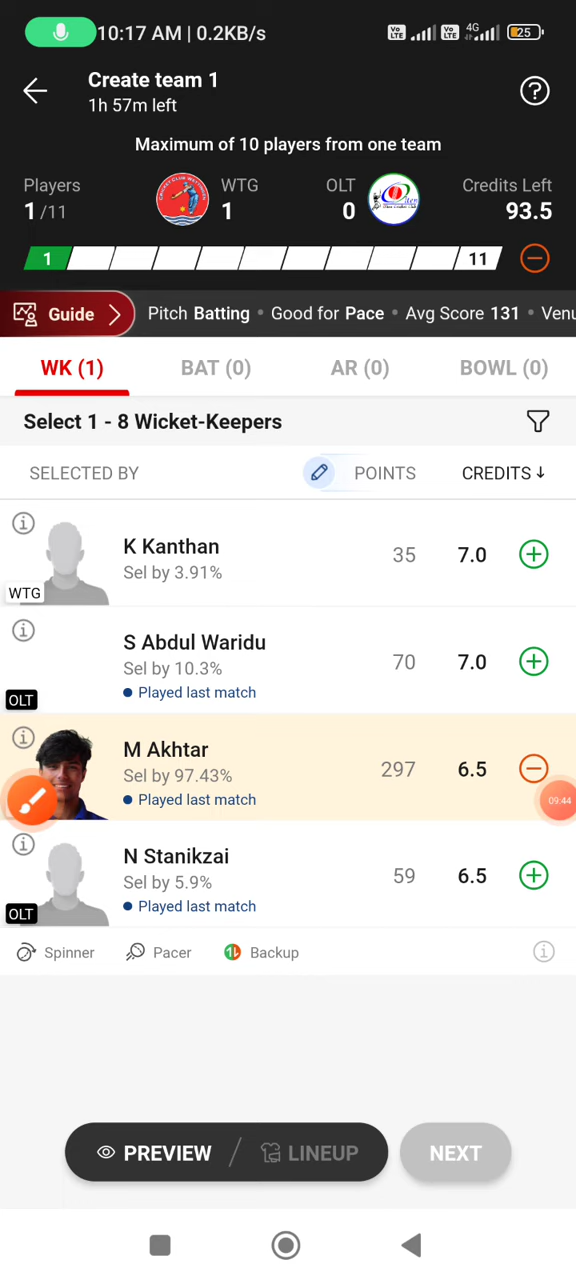 10:17 AM | 0.2KB/s
Vo LTE Vo LTE 4G 25
Create team 1
1h 57m left
Maximum of 10 players from one team
Players WTG OLT Credits Left
1/11 1 0 93.5
1 11
Guide Pitch Batting • Good for Pace • Avg Score 131 • Venu
WK (1) BAT (0) AR (0) BOWL (0)
Select 1 - 8 Wicket-Keepers
SELECTED BY POINTS CREDITS ↓
K Kanthan 35 7.0
Sel by 3.91%
WTG
S Abdul Waridu 70 7.0
Sel by 10.3%
Played last match
OLT
M Akhtar 297 6.5
Sel by 97.43%
Played last match
09:44
N Stanikzai 59 6.5
Sel by 5.9%
Played last match
OLT
Spinner Pacer Backup
PREVIEW / LINEUP NEXT